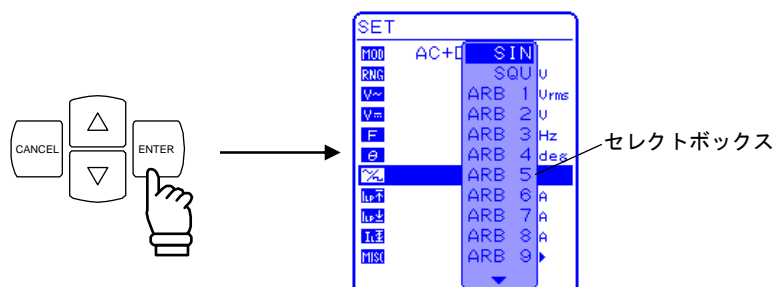 CANCEL
ENTER
SET
MOD AC+D SIN
RNG SQU V
V~ ARB 1 Vrms
V⎓ ARB 2 V
F ARB 3 Hz
θ ARB 4 deg
ARB 5
ARB 6 A
ARB 7 A
ARB 8 A
MISC ARB 9
セレクトボックス